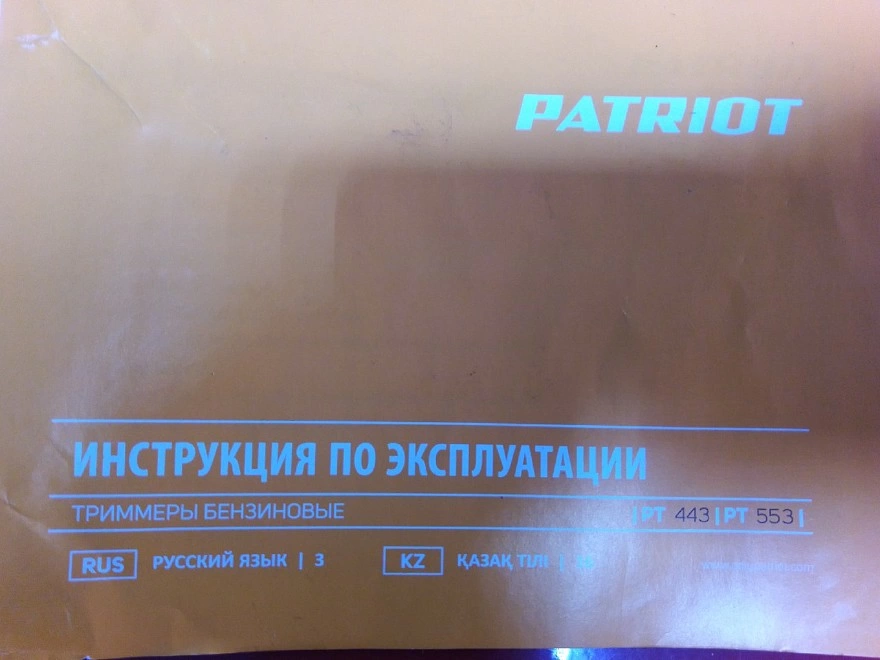 PATRIOT
ИНСТРУКЦИЯ ПО ЭКСПЛУАТАЦИИ
ТРИММЕРЫ БЕНЗИНОВЫЕ |PT 443|PT 553|
RUS РУССКИЙ ЯЗЫК | 3 KZ ҚАЗАҚ ТІЛІ |